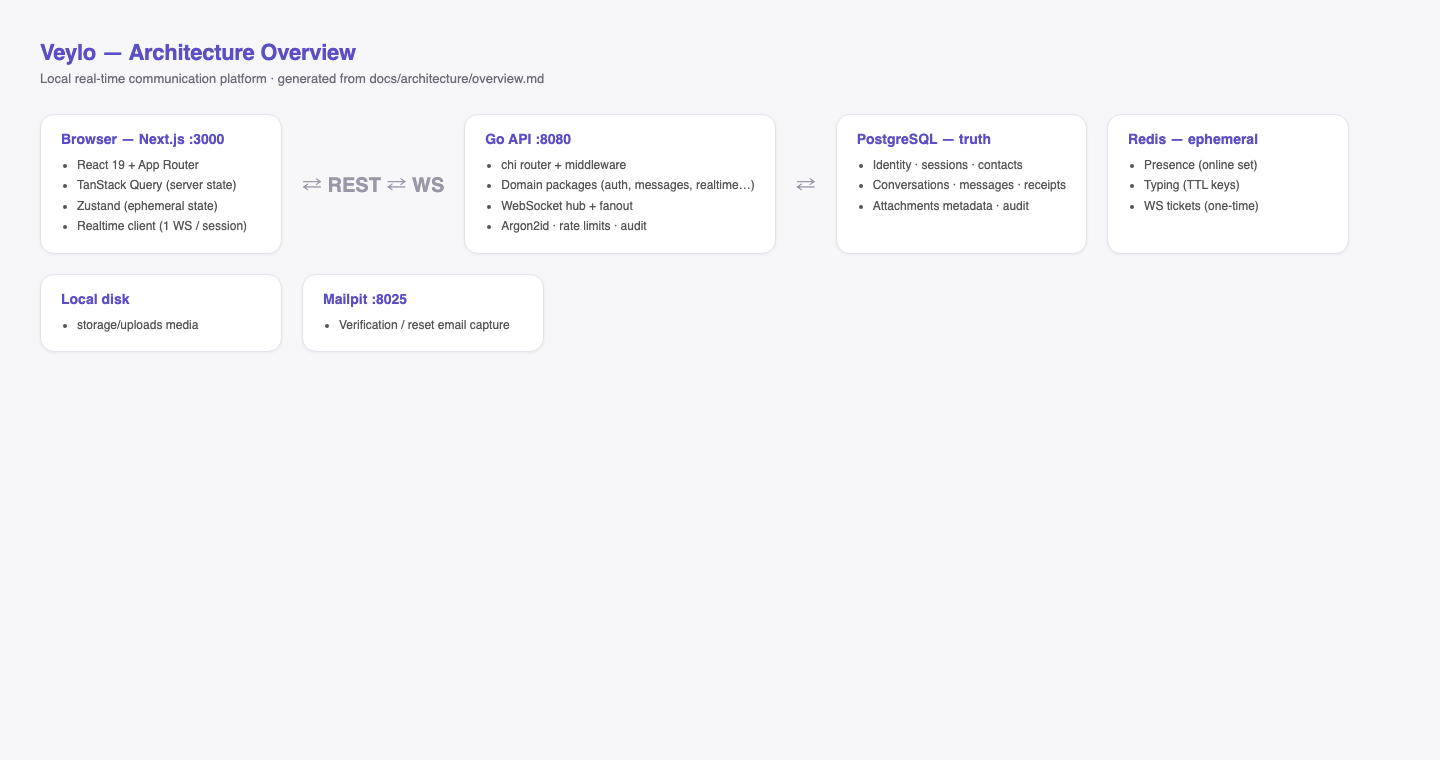 Veylo — Architecture Overview
Local real-time communication platform · generated from docs/architecture/overview.md
Browser — Next.js :3000
• React 19 + App Router
• TanStack Query (server state)
• Zustand (ephemeral state)
• Realtime client (1 WS / session)
⇄ REST ⇄ WS
Go API :8080
• chi router + middleware
• Domain packages (auth, messages, realtime…)
• WebSocket hub + fanout
• Argon2id · rate limits · audit
⇄
PostgreSQL — truth
• Identity · sessions · contacts
• Conversations · messages · receipts
• Attachments metadata · audit
Redis — ephemeral
• Presence (online set)
• Typing (TTL keys)
• WS tickets (one-time)
Local disk
• storage/uploads media
Mailpit :8025
• Verification / reset email capture